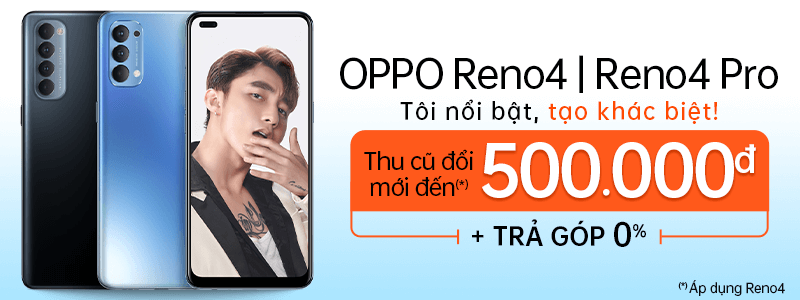 OPPO Reno4 | Reno4 Pro
Tôi nổi bật, tạo khác biệt!
Thu cũ đổi
mới đến(*)
500.000đ
+ TRẢ GÓP 0%
(*) Áp dụng Reno4